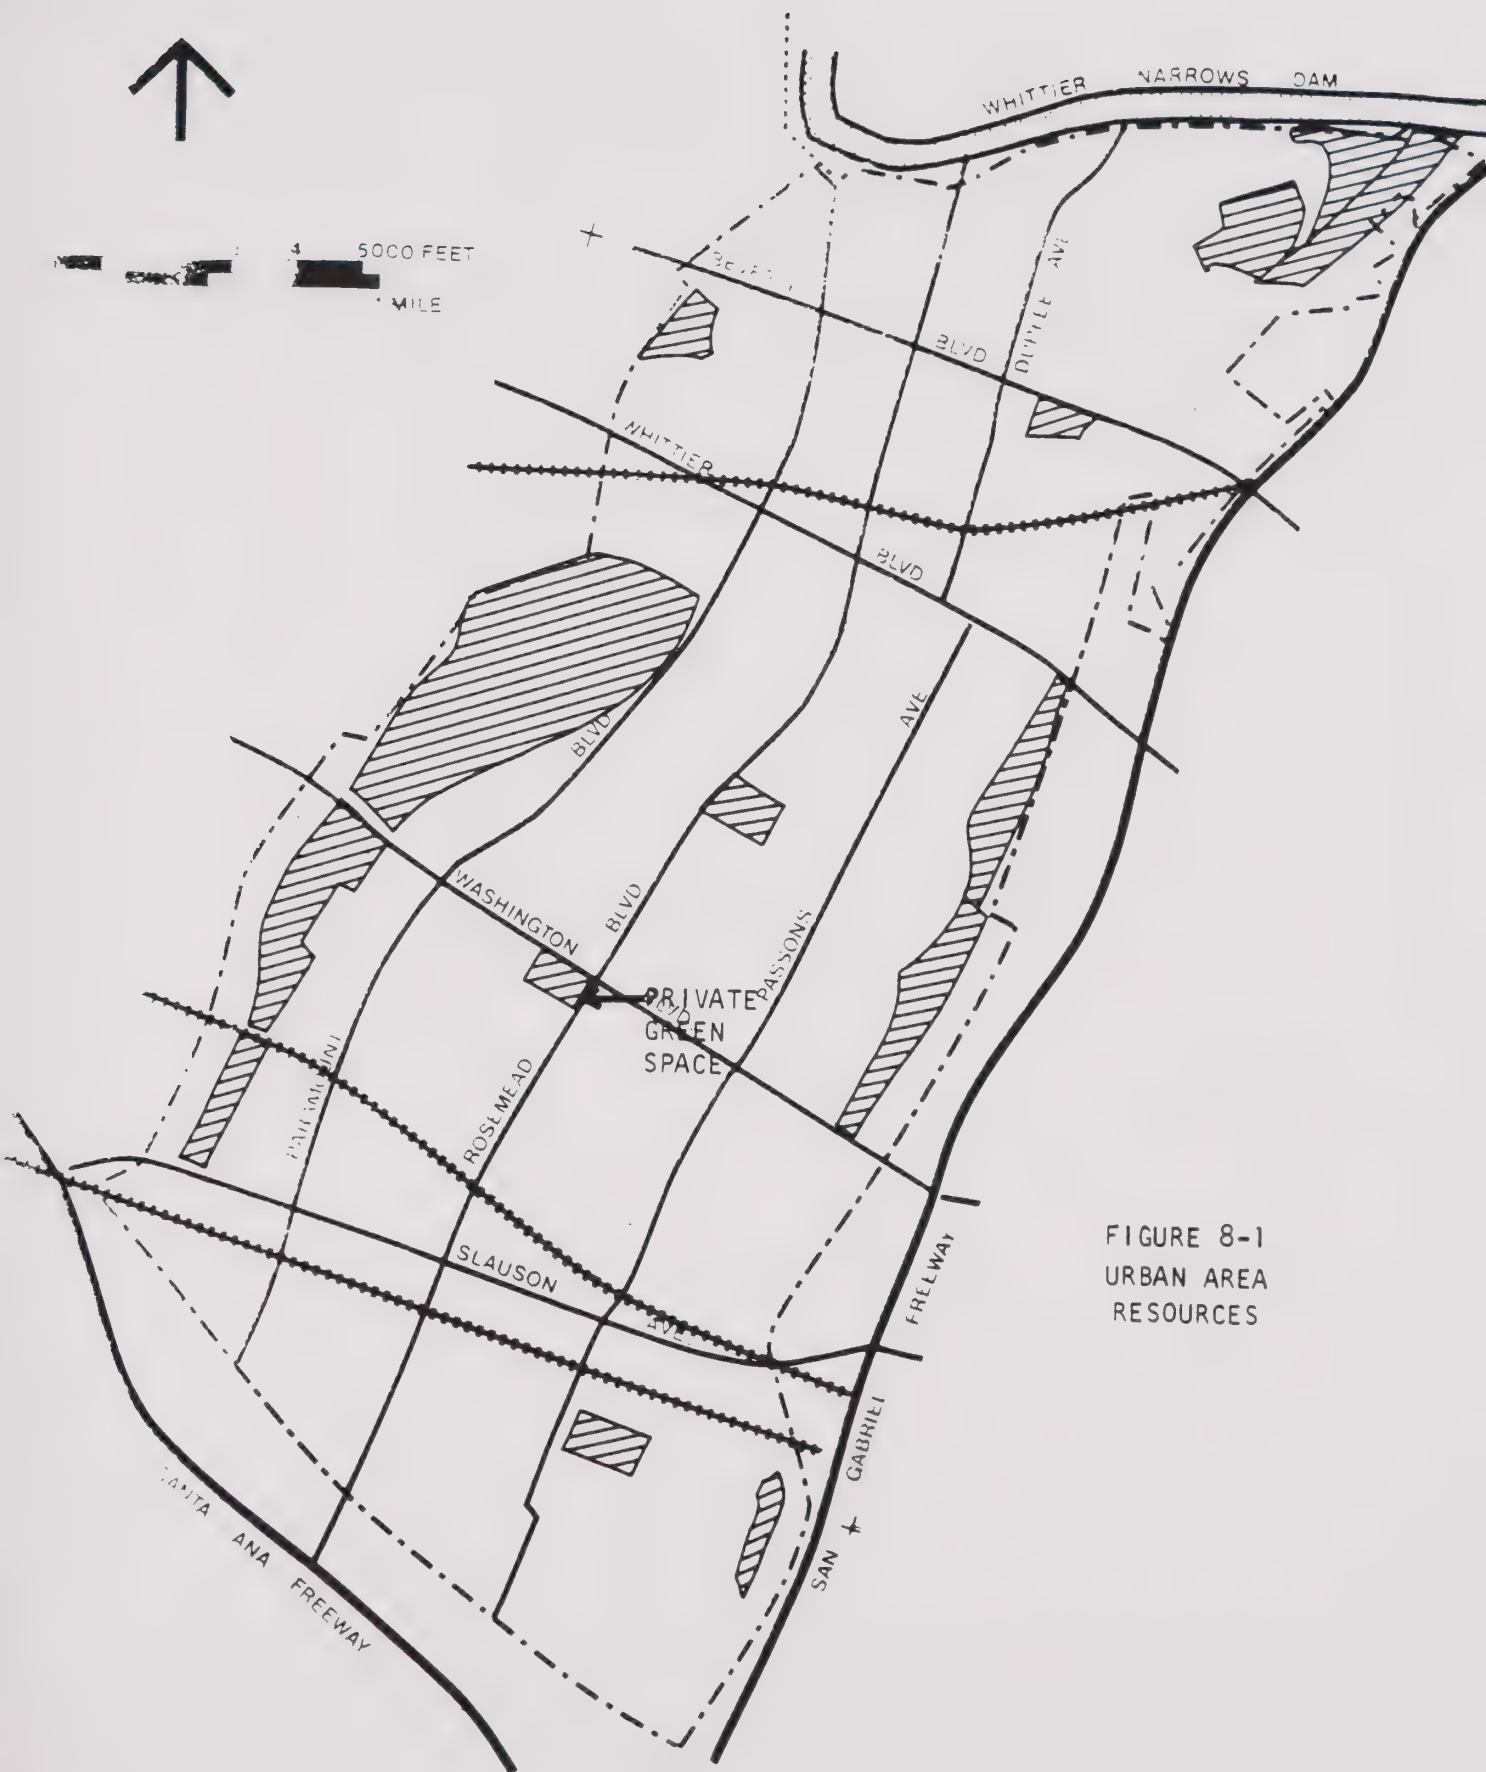 WHITTIER NARROWS DAM
5000 FEET
MILE
BLVD
AVE
WHITTIER
BLVD
BLVD
AVE
WASHINGTON
BLVD
PASSONS
PRIVATE
GREEN
SPACE
BLVD
ROSEMEAD
SLAUSON
AVE.
FREEWAY
FIGURE 8-1
URBAN AREA
RESOURCES
GABRIEL
SAN
ANA
FREEWAY